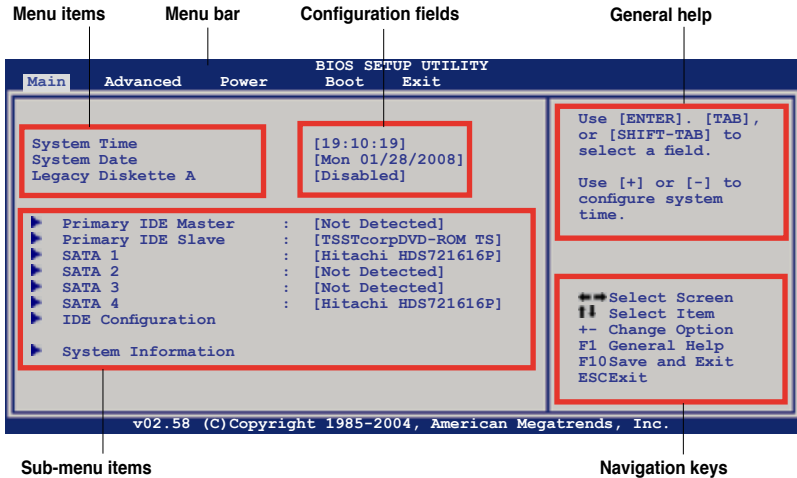 Menu items Menu bar Configuration fields General help
BIOS SETUP UTILITY
Main Advanced Power Boot Exit
System Time [19:10:19]
System Date [Mon 01/28/2008]
Legacy Diskette A [Disabled]
Primary IDE Master : [Not Detected]
Primary IDE Slave : [TSSTcorpDVD-ROM TS]
SATA 1 : [Hitachi HDS721616P]
SATA 2 : [Not Detected]
SATA 3 : [Not Detected]
SATA 4 : [Hitachi HDS721616P]
IDE Configuration
System Information
Use [ENTER]. [TAB],
or [SHIFT-TAB] to
select a field.
Use [+] or [-] to
configure system
time.
Select Screen
Select Item
+- Change Option
F1 General Help
F10Save and Exit
ESCExit
v02.58 (C)Copyright 1985-2004, American Megatrends, Inc.
Sub-menu items Navigation keys